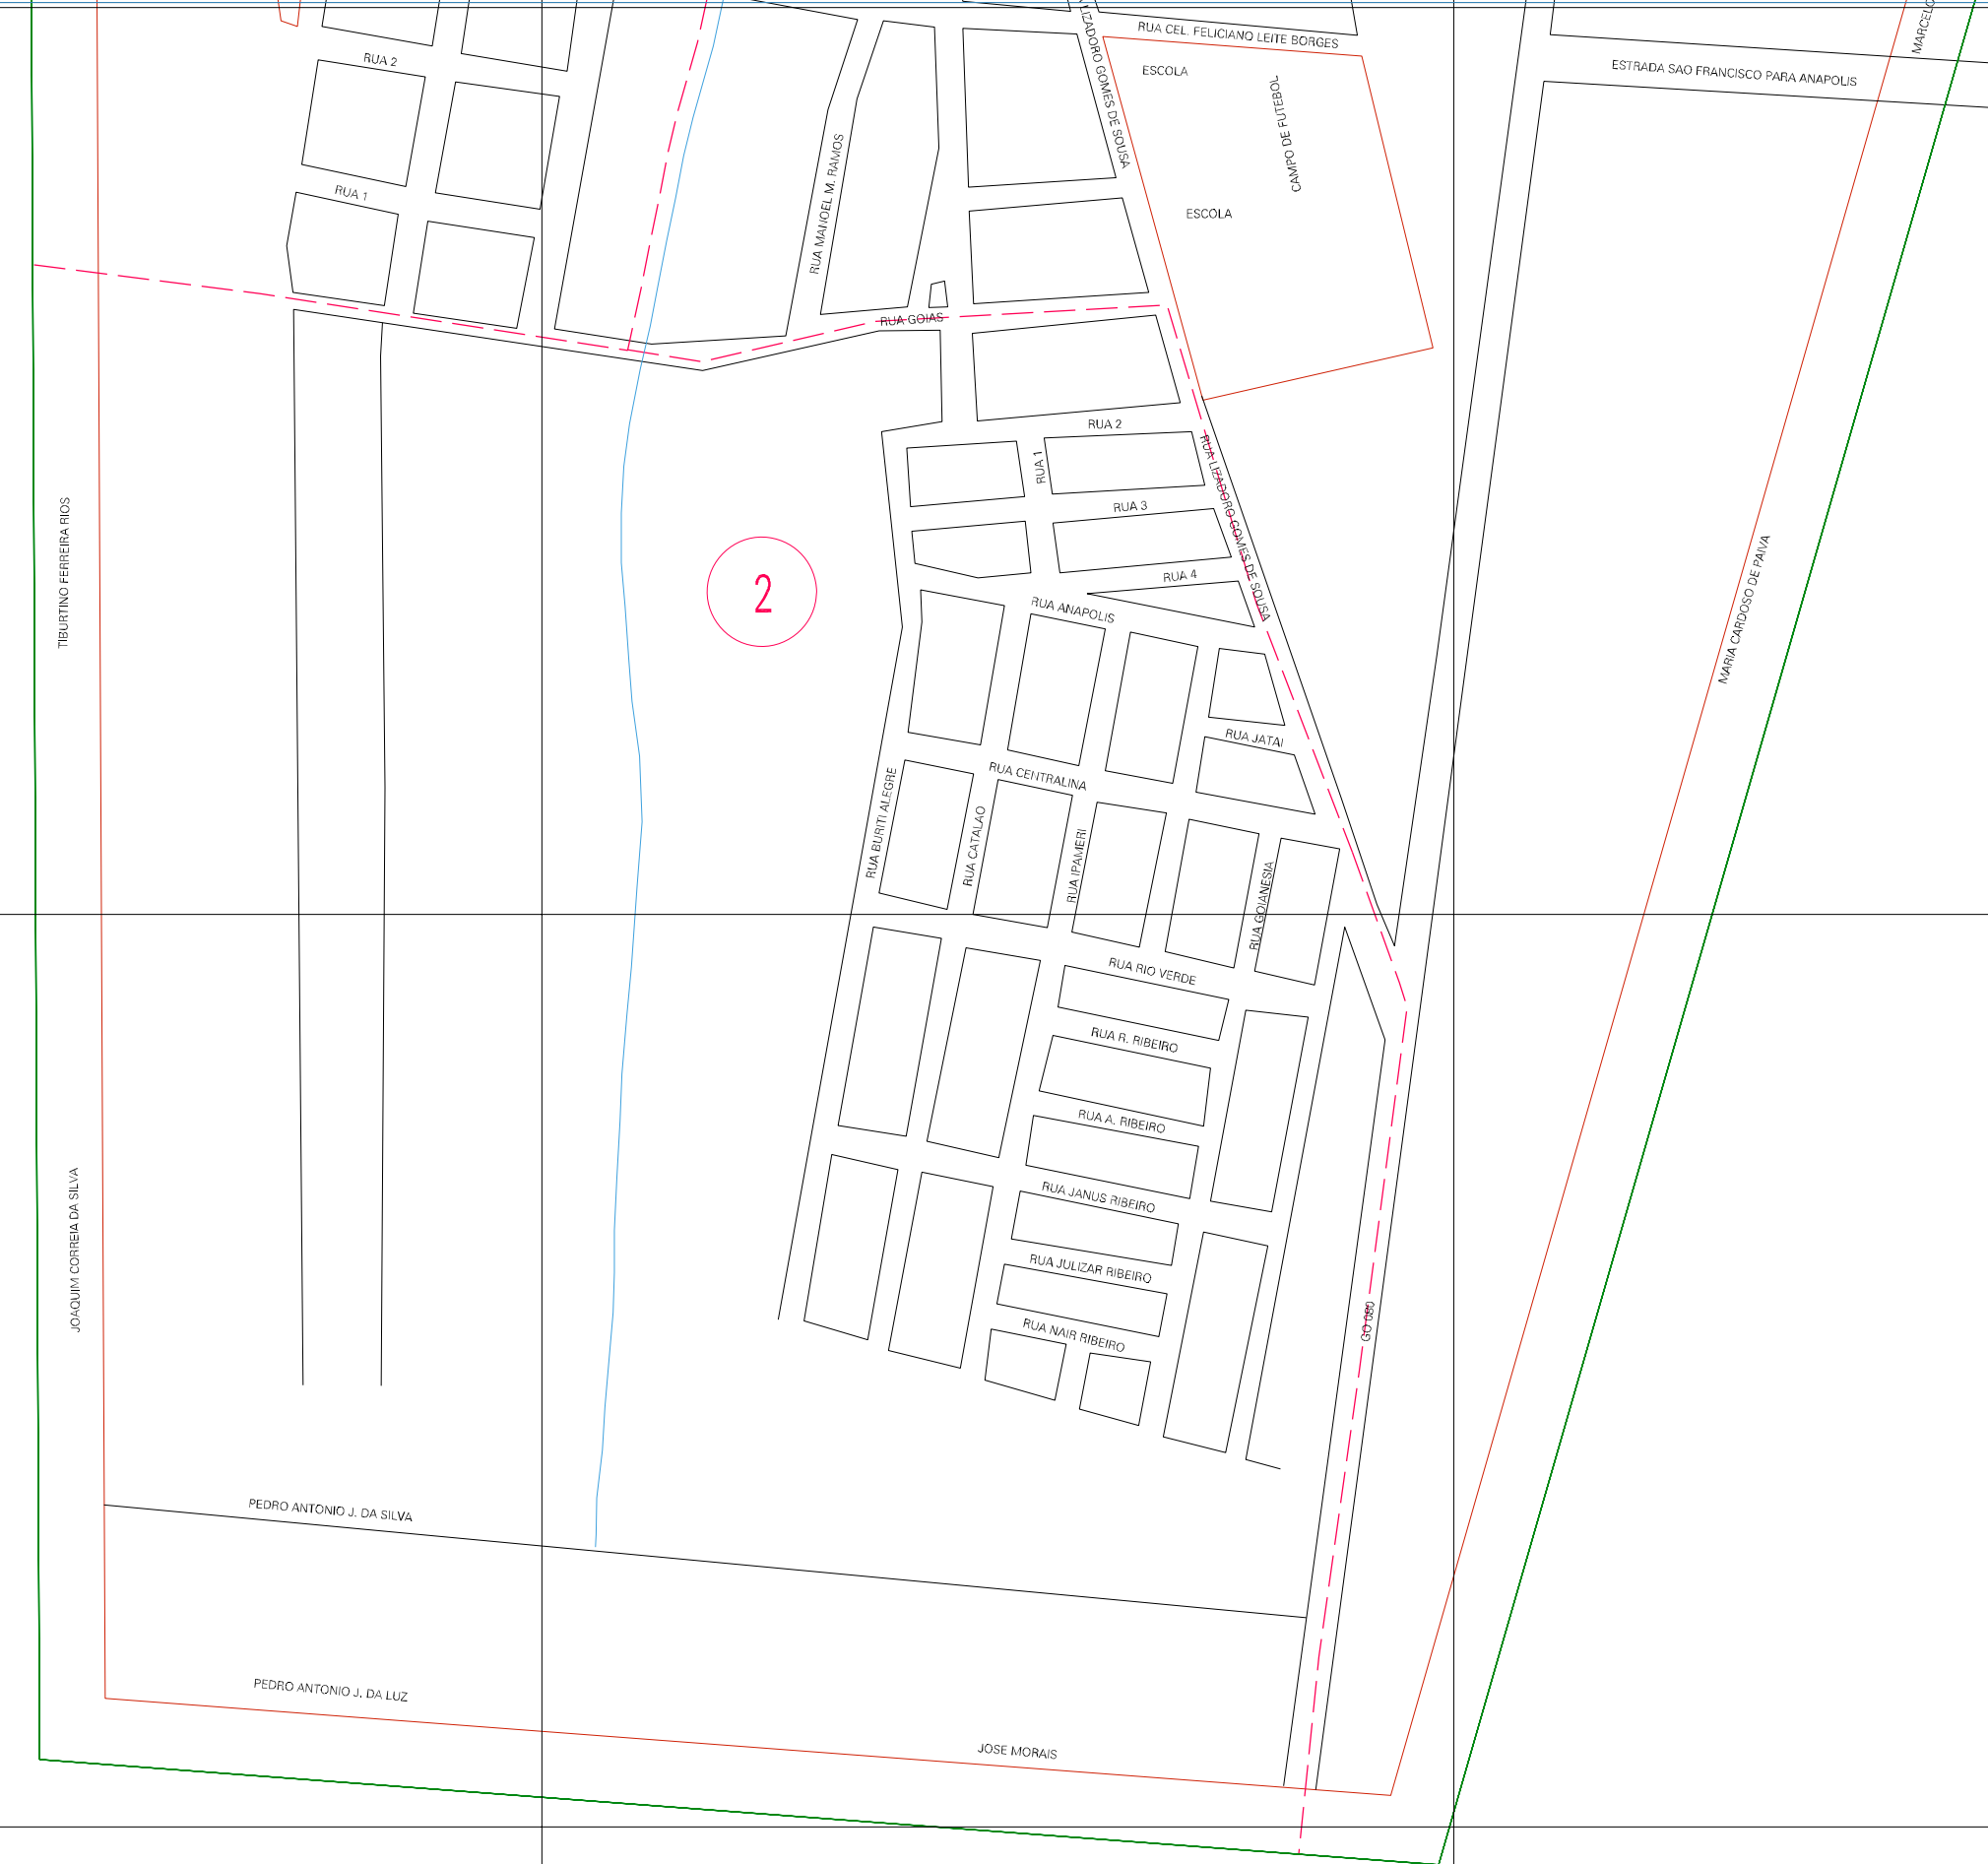 RUA CEL. FELICIANO LEITE BORGES
MARCELO
RUA 2
ESCOLA
ESTRADA SAO FRANCISCO PARA ANAPOLIS
LIZADORO GOMES DE SOUSA
CAMPO DE FUTEBOL
RUA MANOEL M. RAMOS
RUA 1
ESCOLA
RUA GOIAS
RUA 2
RUA 1
RUA LIZADORO GOMES DE SOUSA
RUA 3
TIBURTINO FERREIRA RIOS
2
RUA 4
RUA ANAPOLIS
MARIA CARDOSO DE PAIVA
RUA JATAI
RUA CENTRALINA
RUA BURITI ALEGRE
RUA CATALAO
RUA IPAMERI
RUA GOIANESIA
RUA RIO VERDE
RUA R. RIBEIRO
RUA A. RIBEIRO
RUA JANUS RIBEIRO
JOAQUIM CORREIA DA SILVA
RUA JULIZAR RIBEIRO
GO 080
RUA NAIR RIBEIRO
PEDRO ANTONIO J. DA SILVA
PEDRO ANTONIO J. DA LUZ
JOSE MORAIS